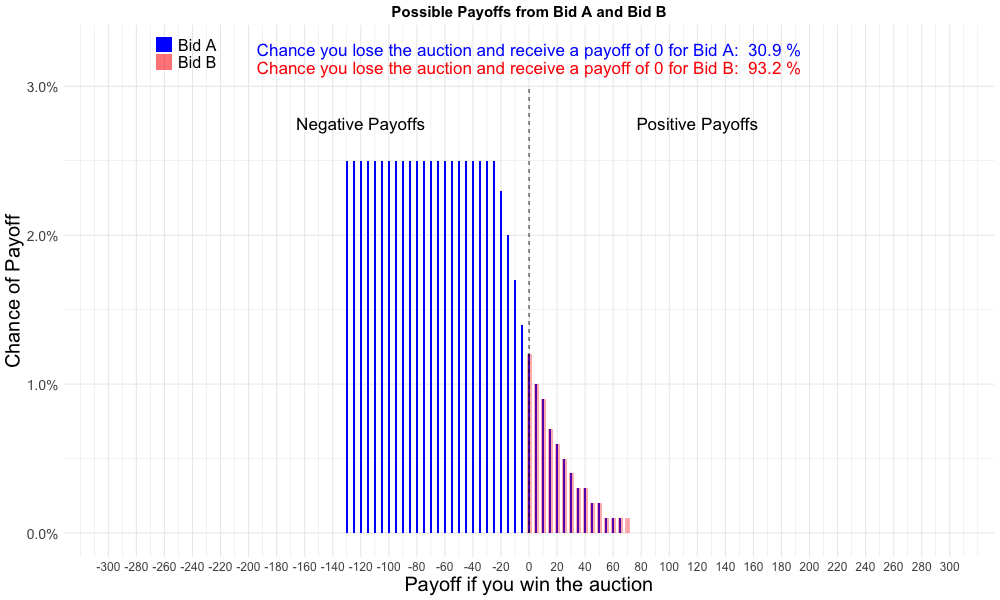 Possible Payoffs from Bid A and Bid B
Bid A
Bid B
Chance you lose the auction and receive a payoff of 0 for Bid A:  30.9 %
Chance you lose the auction and receive a payoff of 0 for Bid B:  93.2 %
Negative Payoffs
Positive Payoffs
Chance of Payoff
3.0%
2.0%
1.0%
0.0%
-300 -280 -260 -240 -220 -200 -180 -160 -140 -120 -100 -80 -60 -40 -20 0 20 40 60 80 100 120 140 160 180 200 220 240 260 280 300
Payoff if you win the auction